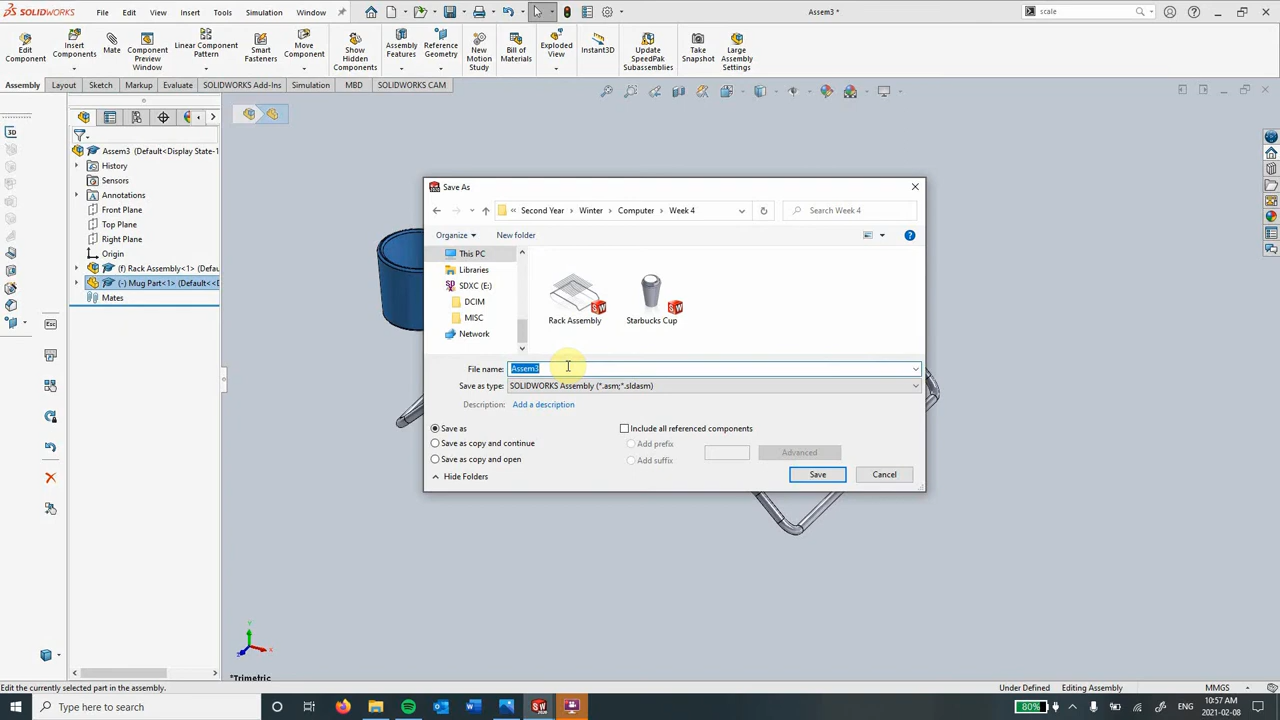 SOLIDWORKS File Edit View Insert Tools Simulation Window Assem3 * scale
Edit Component
Insert Components
Mate
Component Preview Window
Linear Component Pattern
Smart Fasteners
Move Component
Show Hidden Components
Assembly Features
Reference Geometry
New Motion Study
Bill of Materials
Exploded View
Instant3D
Update SpeedPak Subassemblies
Take Snapshot
Large Assembly Settings
Assembly Layout Sketch Markup Evaluate SOLIDWORKS Add-Ins Simulation MBD SOLIDWORKS CAM
Assem3 (Default<Display State-1
History
Sensors
Annotations
Front Plane
Top Plane
Right Plane
Origin
(f) Rack Assembly<1> (Defau
(-) Mug Part<1> (Default<<D
Mates
Save As
« Second Year › Winter › Computer › Week 4
Search Week 4
Organize New folder
This PC
Libraries
SDXC (E:)
DCIM
MISC
Network
Rack Assembly
Starbucks Cup
File name: Assem3
Save as type: SOLIDWORKS Assembly (*.asm;*.sldasm)
Description: Add a description
Save as
Save as copy and continue
Save as copy and open
Include all referenced components
Add prefix
Add suffix
Advanced
Hide Folders
Save
Cancel
Esc
*Trimetric
Edit the currently selected part in the assembly. Under Defined Editing Assembly MMGS
Type here to search
80%
ENG
10:57 AM
2021-02-08